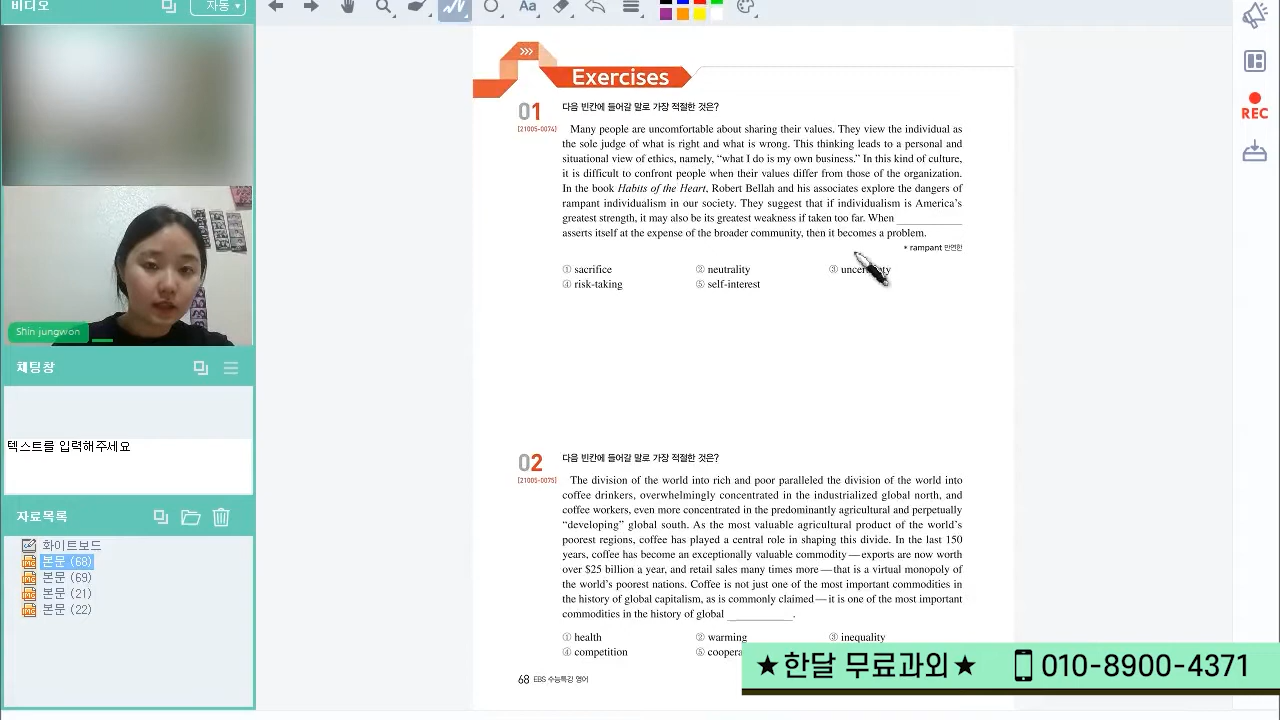 비디오
자동
Aa
REC
Shin jungwon
채팅창
텍스트를 입력해주세요
자료목록
화이트보드
본문 (68)
본문 (69)
본문 (21)
본문 (22)
Exercises
01
[21005-0074]
다음 빈칸에 들어갈 말로 가장 적절한 것은?
Many people are uncomfortable about sharing their values. They view the individual as
the sole judge of what is right and what is wrong. This thinking leads to a personal and
situational view of ethics, namely, “what I do is my own business.” In this kind of culture,
it is difficult to confront people when their values differ from those of the organization.
In the book Habits of the Heart, Robert Bellah and his associates explore the dangers of
rampant individualism in our society. They suggest that if individualism is America’s
greatest strength, it may also be its greatest weakness if taken too far. When ____________
asserts itself at the expense of the broader community, then it becomes a problem.
* rampant 만연한
① sacrifice ② neutrality ③
④ risk-taking ⑤ self-interest
02
[21005-0075]
다음 빈칸에 들어갈 말로 가장 적절한 것은?
The division of the world into rich and poor paralleled the division of the world into
coffee drinkers, overwhelmingly concentrated in the industrialized global north, and
coffee workers, even more concentrated in the predominantly agricultural and perpetually
“developing” global south. As the most valuable agricultural product of the world’s
poorest regions, coffee has played a central role in shaping this divide. In the last 150
years, coffee has become an exceptionally valuable commodity—exports are now worth
over $25 billion a year, and retail sales many times more—that is a virtual monopoly of
the world’s poorest nations. Coffee is not just one of the most important commodities in
the history of global capitalism, as is commonly claimed—it is one of the most important
commodities in the history of global ____________.
① health ② warming ③ inequality
④ competition ⑤
68 EBS 수능특강 영어
★한달 무료과외★ 010-8900-4371